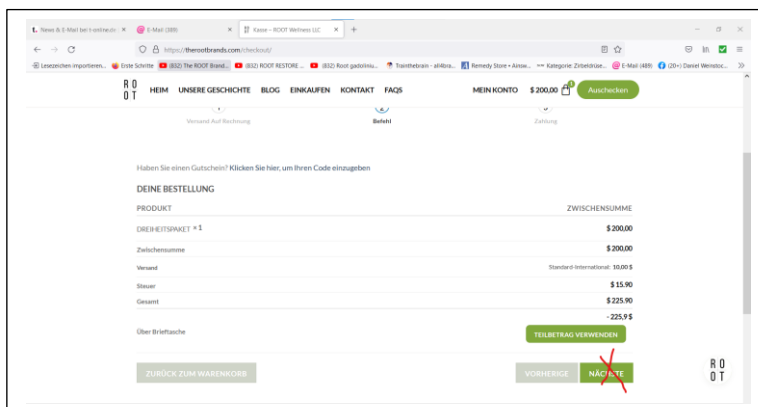 News & E-Mail bei t-online.de
E-Mail (489)
Kasse – ROOT Wellness LLC
https://therootbrands.com/checkout/
Lesezeichen importieren...
Erste Schritte
(832) The ROOT Brand...
(832) ROOT RESTORE ...
(832) Root gadoliniu...
Trainthebrain - all4bra...
Remedy Store • Ainsw...
Kategorie: Zirbeldrüse...
E-Mail (489)
(20+) Daniel Weinstoc...
RO
OT
HEIM UNSERE GESCHICHTE BLOG EINKAUFEN KONTAKT FAQS MEIN KONTO $ 200,00 Auschecken
2
Versand Auf Rechnung Befehl Zahlung
Haben Sie einen Gutschein? Klicken Sie hier, um Ihren Code einzugeben
DEINE BESTELLUNG
PRODUKT ZWISCHENSUMME
DREIHEITSPAKET × 1 $ 200,00
Zwischensumme $ 200,00
Versand Standard-International: 10,00 $
Steuer $ 15.90
Gesamt $ 225.90
- 225,9 $
Über Brieftasche TEILBETRAG VERWENDEN
ZURÜCK ZUM WARENKORB VORHERIGE NÄCHSTE
RO
OT